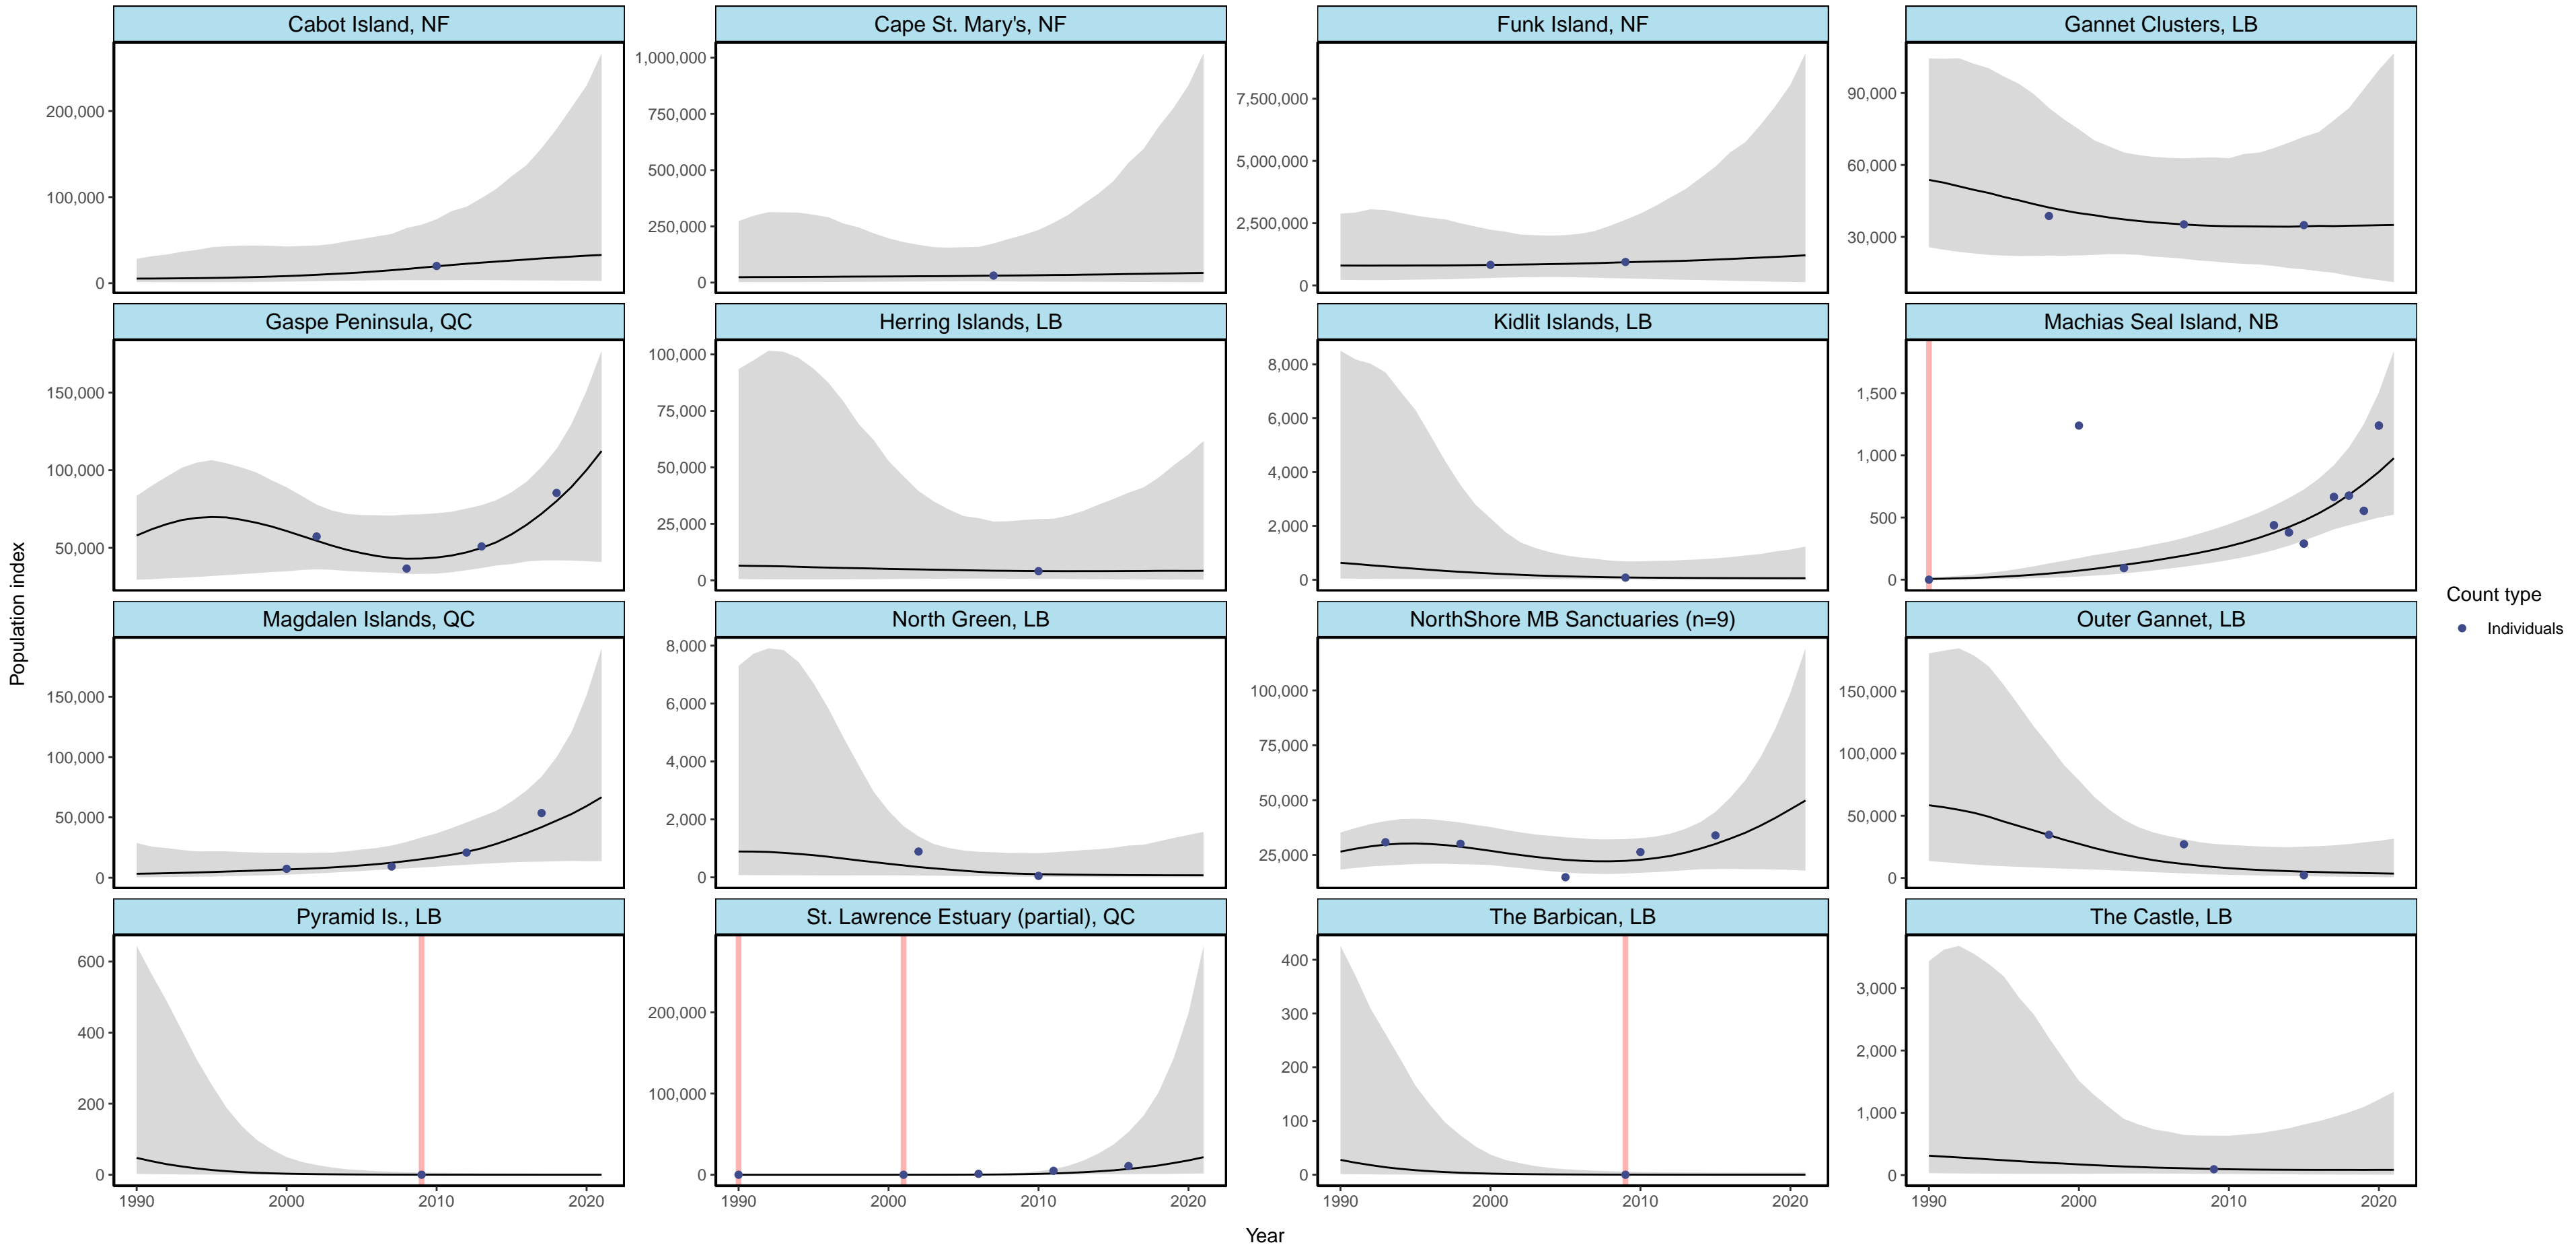 Cabot Island, NF
Cape St. Mary's, NF
Funk Island, NF
Gannet Clusters, LB
200,000
100,000
0
1,000,000
750,000
500,000
250,000
0
7,500,000
5,000,000
2,500,000
0
90,000
60,000
30,000
Gaspe Peninsula, QC
Herring Islands, LB
Kidlit Islands, LB
Machias Seal Island, NB
150,000
100,000
50,000
100,000
75,000
50,000
25,000
0
8,000
6,000
4,000
2,000
0
1,500
1,000
500
0
Magdalen Islands, QC
North Green, LB
NorthShore MB Sanctuaries (n=9)
Outer Gannet, LB
150,000
100,000
50,000
0
8,000
6,000
4,000
2,000
0
100,000
75,000
50,000
25,000
150,000
100,000
50,000
0
Pyramid Is., LB
St. Lawrence Estuary (partial), QC
The Barbican, LB
The Castle, LB
600
400
200
0
200,000
100,000
0
400
300
200
100
0
3,000
2,000
1,000
0
1990 2000 2010 2020
1990 2000 2010 2020
1990 2000 2010 2020
1990 2000 2010 2020
Year
Population index
Count type
Individuals